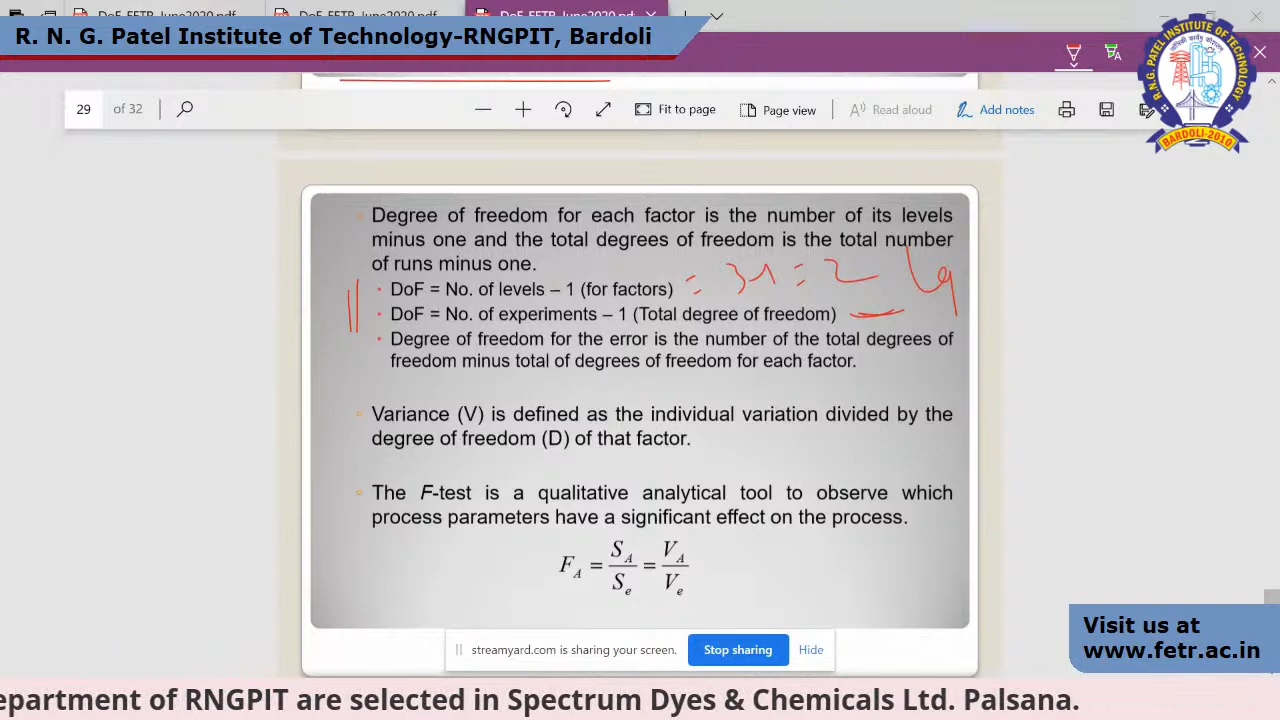 R. N. G. Patel Institute of Technology-RNGPIT, Bardoli
R. N. G. PATEL INSTITUTE OF TECHNOLOGY
BARDOLI-2010
29 of 32
Fit to page
Page view
Read aloud
Add notes
Degree of freedom for each factor is the number of its levels
minus one and the total degrees of freedom is the total number
of runs minus one.
DoF = No. of levels – 1 (for factors)
DoF = No. of experiments – 1 (Total degree of freedom)
Degree of freedom for the error is the number of the total degrees of
freedom minus total of degrees of freedom for each factor.
Variance (V) is defined as the individual variation divided by the
degree of freedom (D) of that factor.
The F-test is a qualitative analytical tool to observe which
process parameters have a significant effect on the process.
F_A = S_A / S_e = V_A / V_e
streamyard.com is sharing your screen.
Stop sharing
Hide
Visit us at
www.fetr.ac.in
epartment of RNGPIT are selected in Spectrum Dyes & Chemicals Ltd. Palsana.